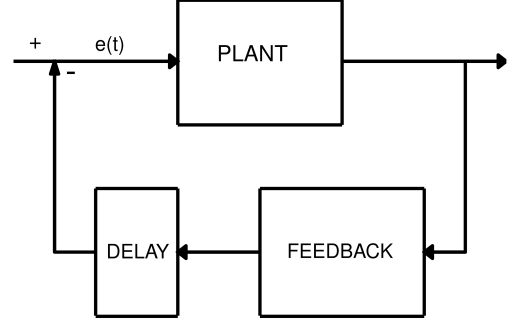 +
e(t)
-
PLANT
DELAY
FEEDBACK